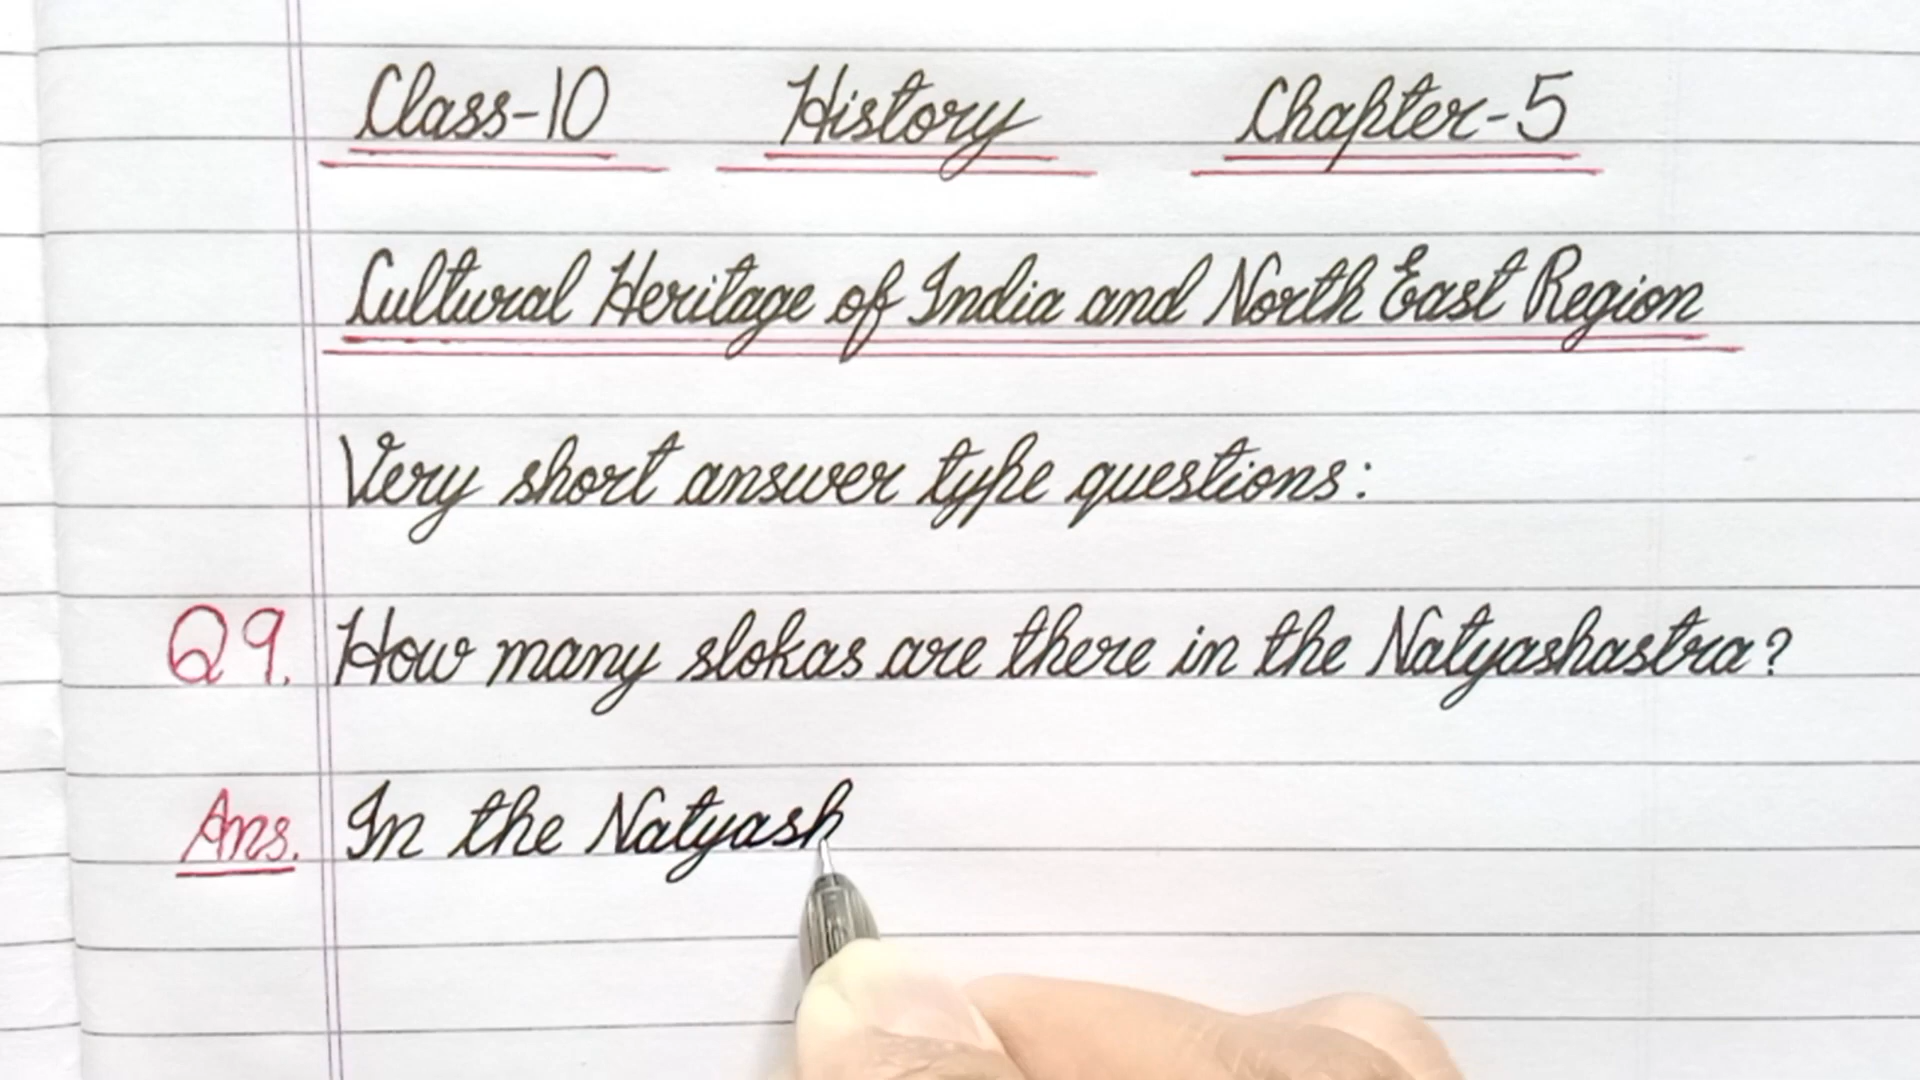 Class-10 History Chapter-5
Cultural Heritage of India and North East Region
Very short answer type questions:
Q9. How many slokas are there in the Natyashastra?
Ans. In the Natyash